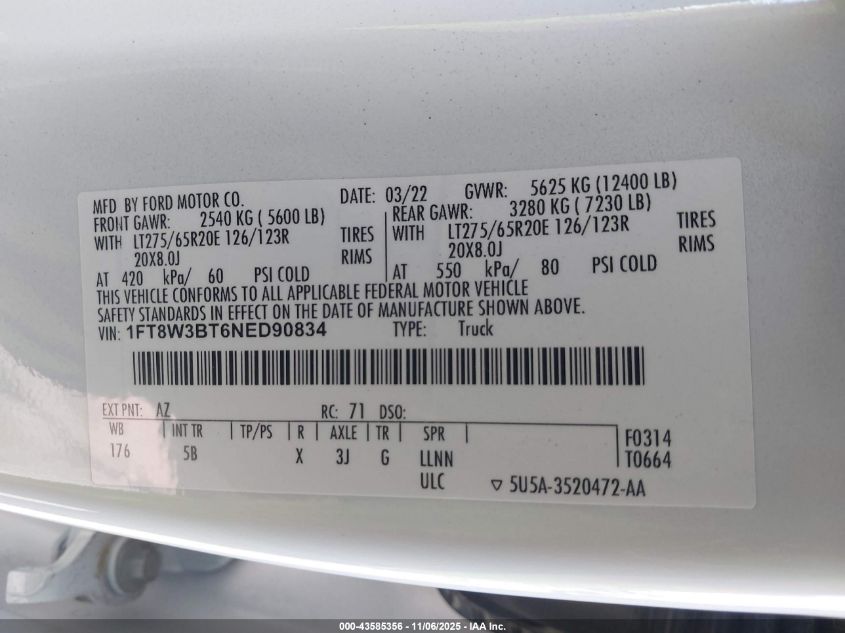 MFD BY FORD MOTOR CO. DATE: 03/22 GVWR: 5625 KG (12400 LB)
FRONT GAWR: 2540 KG ( 5600 LB) REAR GAWR: 3280 KG ( 7230 LB)
WITH LT275/65R20E 126/123R TIRES WITH LT275/65R20E 126/123R TIRES
20X8.0J RIMS 20X8.0J RIMS
AT 420 kPa/ 60 PSI COLD AT 550 kPa/ 80 PSI COLD
THIS VEHICLE CONFORMS TO ALL APPLICABLE FEDERAL MOTOR VEHICLE
SAFETY STANDARDS IN EFFECT ON THE DATE OF MANUFACTURE SHOWN ABOVE.
VIN: 1FT8W3BT6NED90834 TYPE: Truck
EXT PNT: AZ RC: 71 DSO:
WB INT TR TP/PS R AXLE TR SPR F0314
176 5B X 3J G LLNN T0664
ULC ▽ 5U5A-3520472-AA
000-43585356 - 11/06/2025 - IAA Inc.